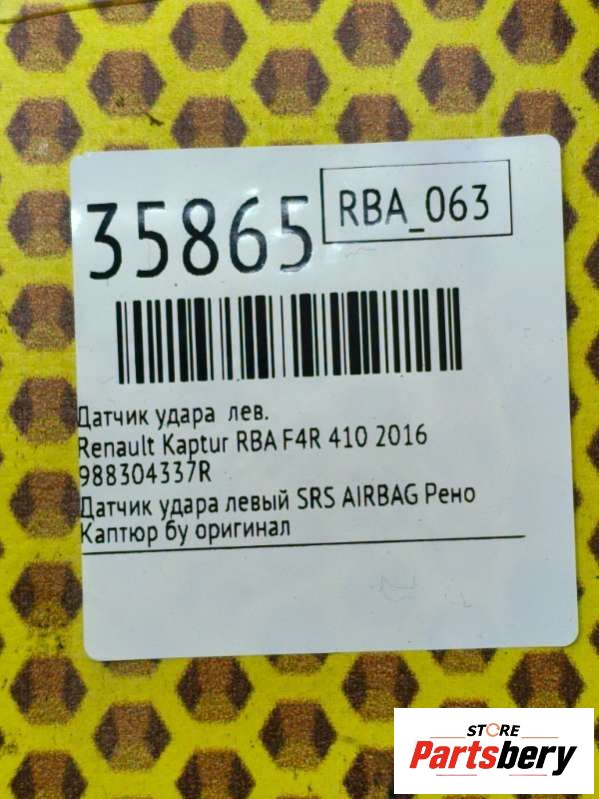 35865
RBA_063
Датчик удара лев.
Renault Kaptur RBA F4R 410 2016
988304337R
Датчик удара левый SRS AIRBAG Рено
Каптюр бу оригинал
STORE
Partsbery